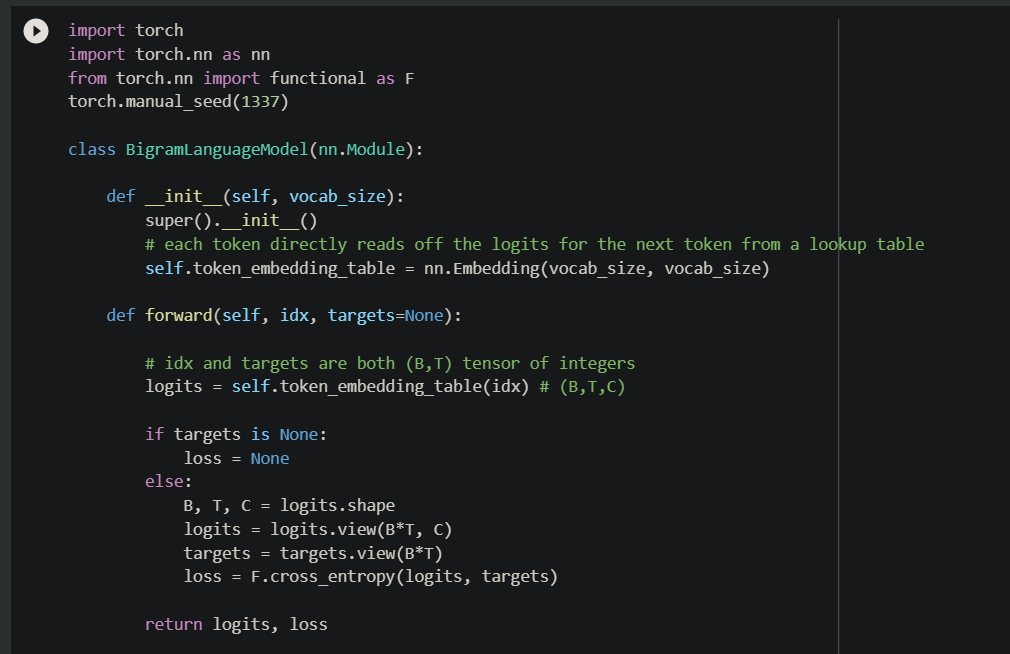 import torch
import torch.nn as nn
from torch.nn import functional as F
torch.manual_seed(1337)

class BigramLanguageModel(nn.Module):

    def __init__(self, vocab_size):
        super().__init__()
        # each token directly reads off the logits for the next token from a lookup table
        self.token_embedding_table = nn.Embedding(vocab_size, vocab_size)

    def forward(self, idx, targets=None):

        # idx and targets are both (B,T) tensor of integers
        logits = self.token_embedding_table(idx) # (B,T,C)

        if targets is None:
            loss = None
        else:
            B, T, C = logits.shape
            logits = logits.view(B*T, C)
            targets = targets.view(B*T)
            loss = F.cross_entropy(logits, targets)

        return logits, loss